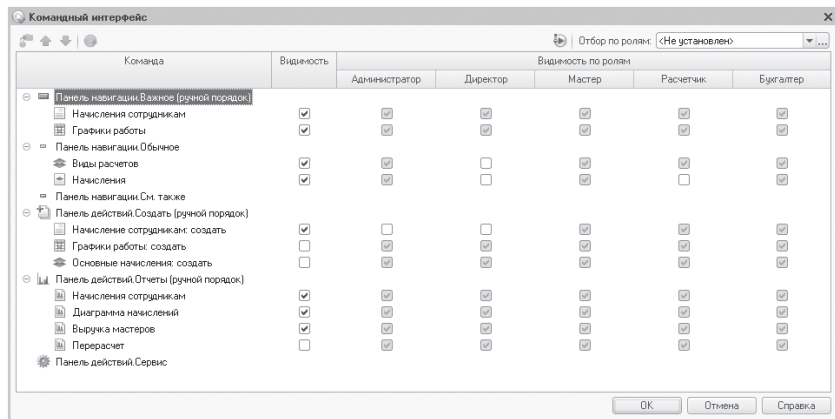 Командный интерфейс
Отбор по ролям: <Не установлен>
Команда Видимость Видимость по ролям
Администратор Директор Мастер Расчетчик Бухгалтер
Панель навигации.Важное (ручной порядок)
Начисления сотрудникам
Графики работы
Панель навигации.Обычное
Виды расчетов
Начисления
Панель навигации.См. также
Панель действий.Создать (ручной порядок)
Начисление сотрудникам: создать
Графики работы: создать
Основные начисления: создать
Панель действий.Отчеты (ручной порядок)
Начисления сотрудникам
Диаграмма начислений
Выручка мастеров
Перерасчет
Панель действий.Сервис
OK Отмена Справка